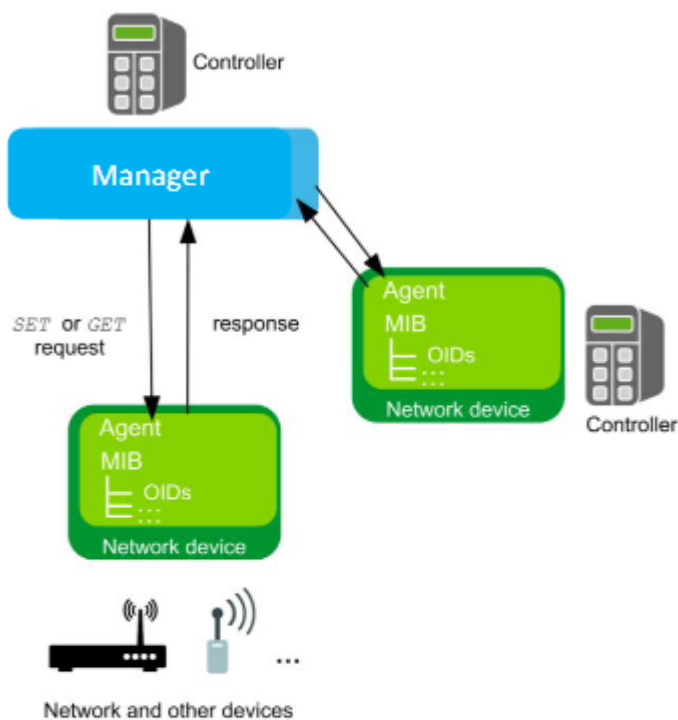 Controller
Manager
SET or GET
request
response
Agent
MIB
OIDs
...
Network device
Controller
Agent
MIB
OIDs
...
Network device
...
Network and other devices